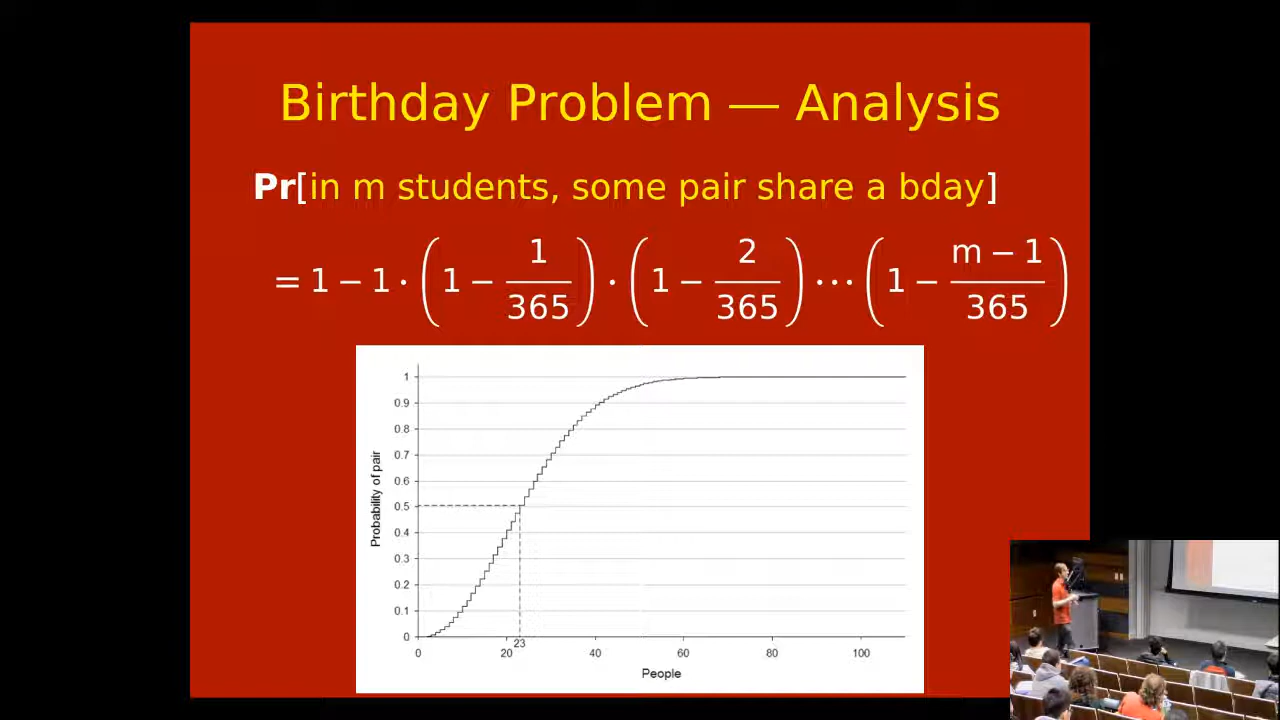 Birthday Problem — Analysis
Pr[in m students, some pair share a bday]
= 1 − 1 · (1 − 1/365) · (1 − 2/365) ··· (1 − m − 1/365)
1
0.9
0.8
0.7
0.6
0.5
0.4
0.3
0.2
0.1
0
Probability of pair
23
0 20 40 60 80 100
People